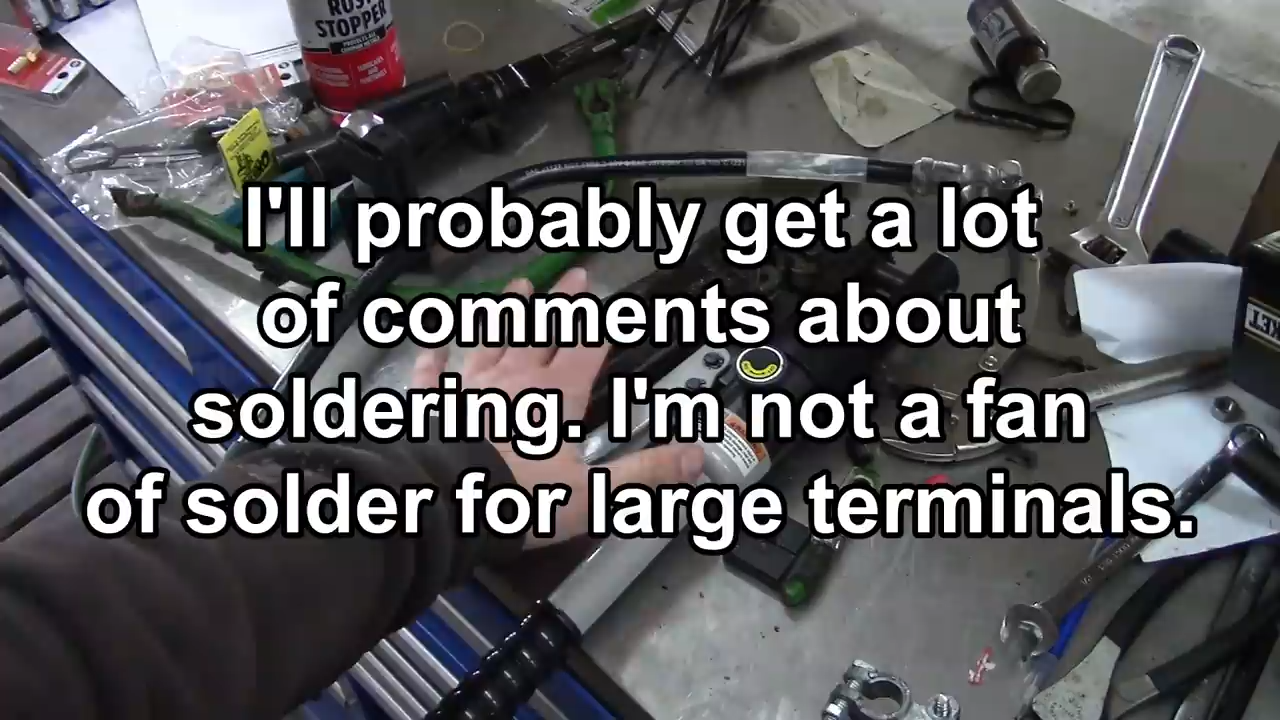 RUST
STOPPER
I'll probably get a lot
of comments about
soldering. I'm not a fan
of solder for large terminals.